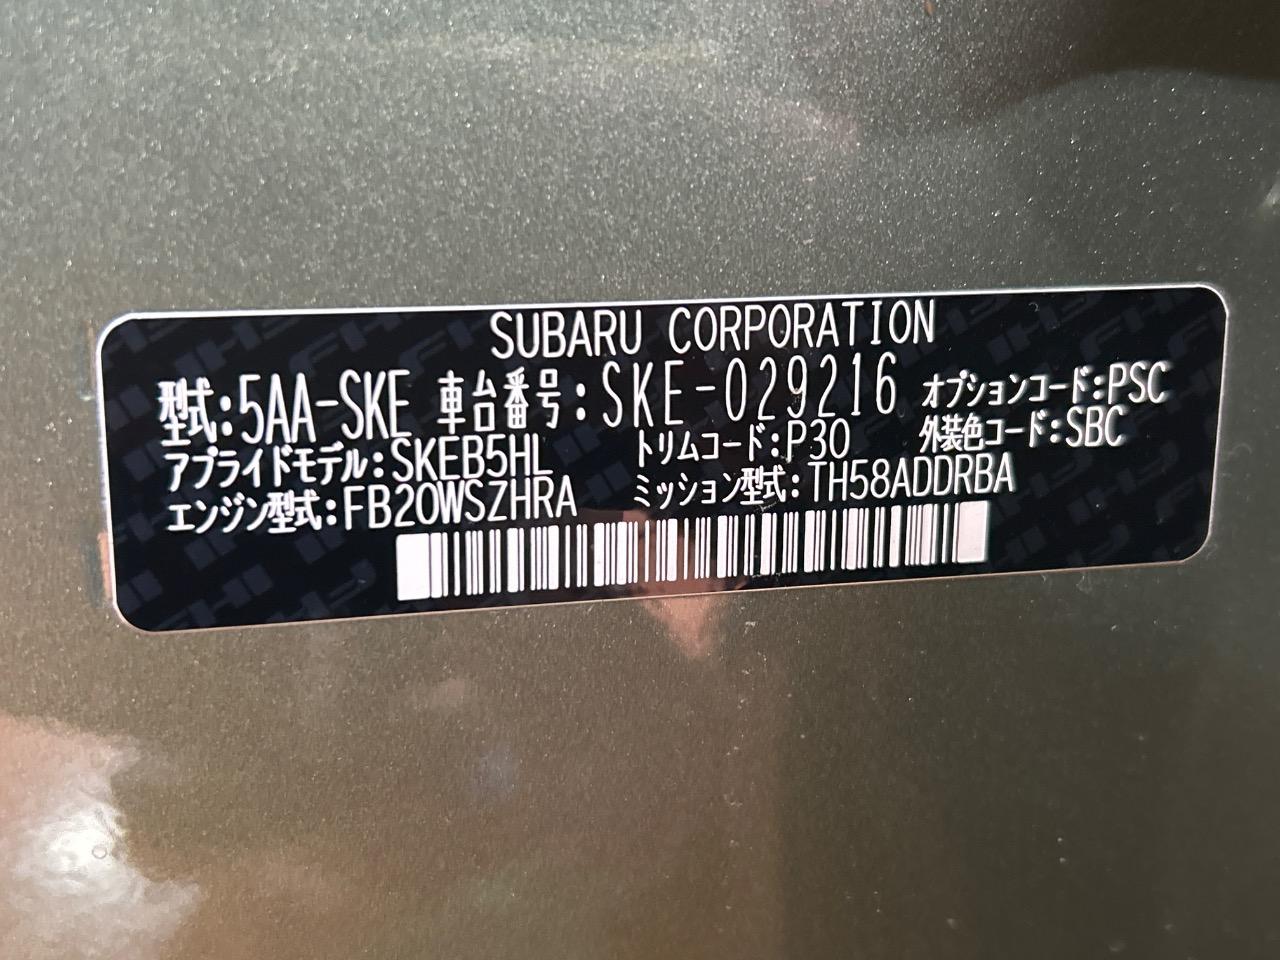 SUBARU CORPORATION
型式:5AA-SKE 車台番号:SKE-029216 オプションコード:PSC
アプライドモデル:SKEB5HL トリムコード:P30 外装色コード:SBC
エンジン型式:FB20WSZHRA ミッション型式:TH58ADDRBA